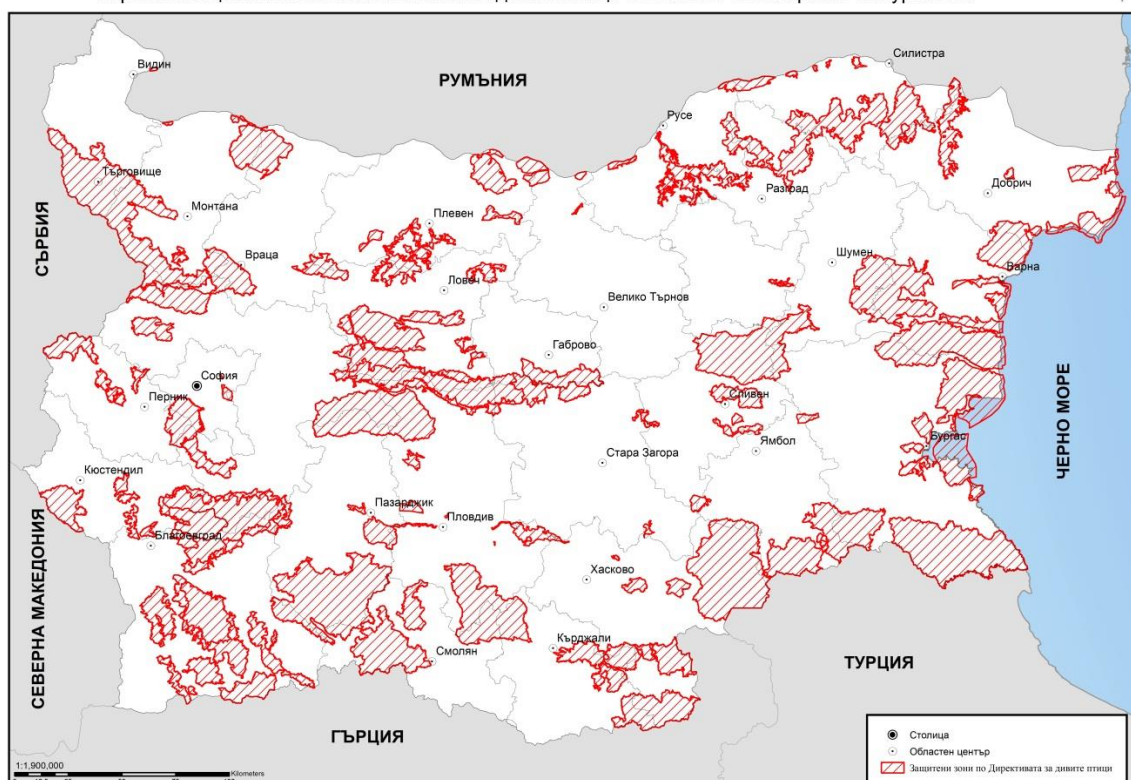 РУМЪНИЯ
СЪРБИЯ
СЕВЕРНА МАКЕДОНИЯ
ГЪРЦИЯ
ТУРЦИЯ
ЧЕРНО МОРЕ
Видин
Силистра
Русе
Търговище
Монтана
Плевен
Разград
Добрич
Враца
Ловеч
Шумен
Варна
Велико Търнов
Габрово
София
Перник
Сливен
Ямбол
Бургас
Стара Загора
Кюстендил
Пазарджик
Пловдив
Благоевград
Хасково
Кърджали
Смолян
1:1,900,000
Kilometers
Столица
Областен център
Защитени зони по Директивата за дивите птици